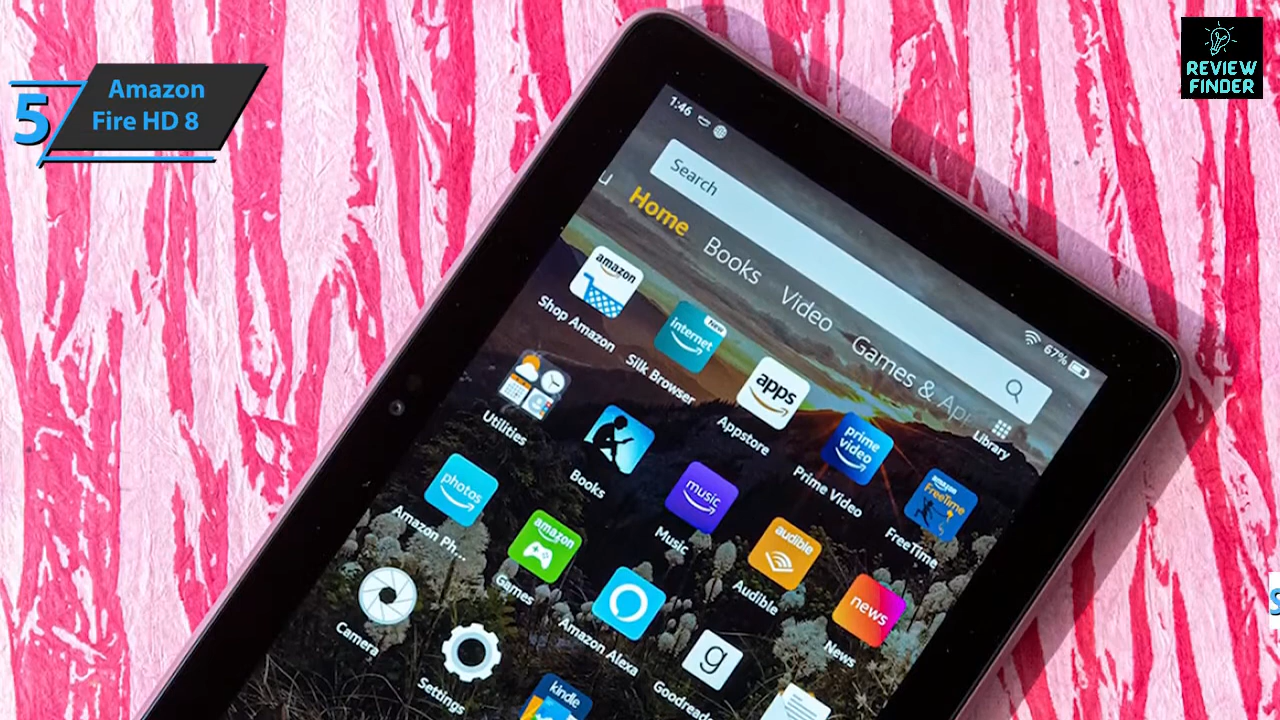 5
Amazon
Fire HD 8
REVIEW
FINDER
1:46
67%
Search
u
Home
Books
Video
Games & Ap
Library
amazon
Shop Amazon
new
internet
Silk Browser
apps
Appstore
prime
video
Prime Video
amazon
FreeTime
FreeTime
Utilities
Books
music
Music
audible
Audible
news
News
photos
Amazon Ph...
amazon
Games
Amazon Alexa
g
Goodreads
Camera
Settings
kindle